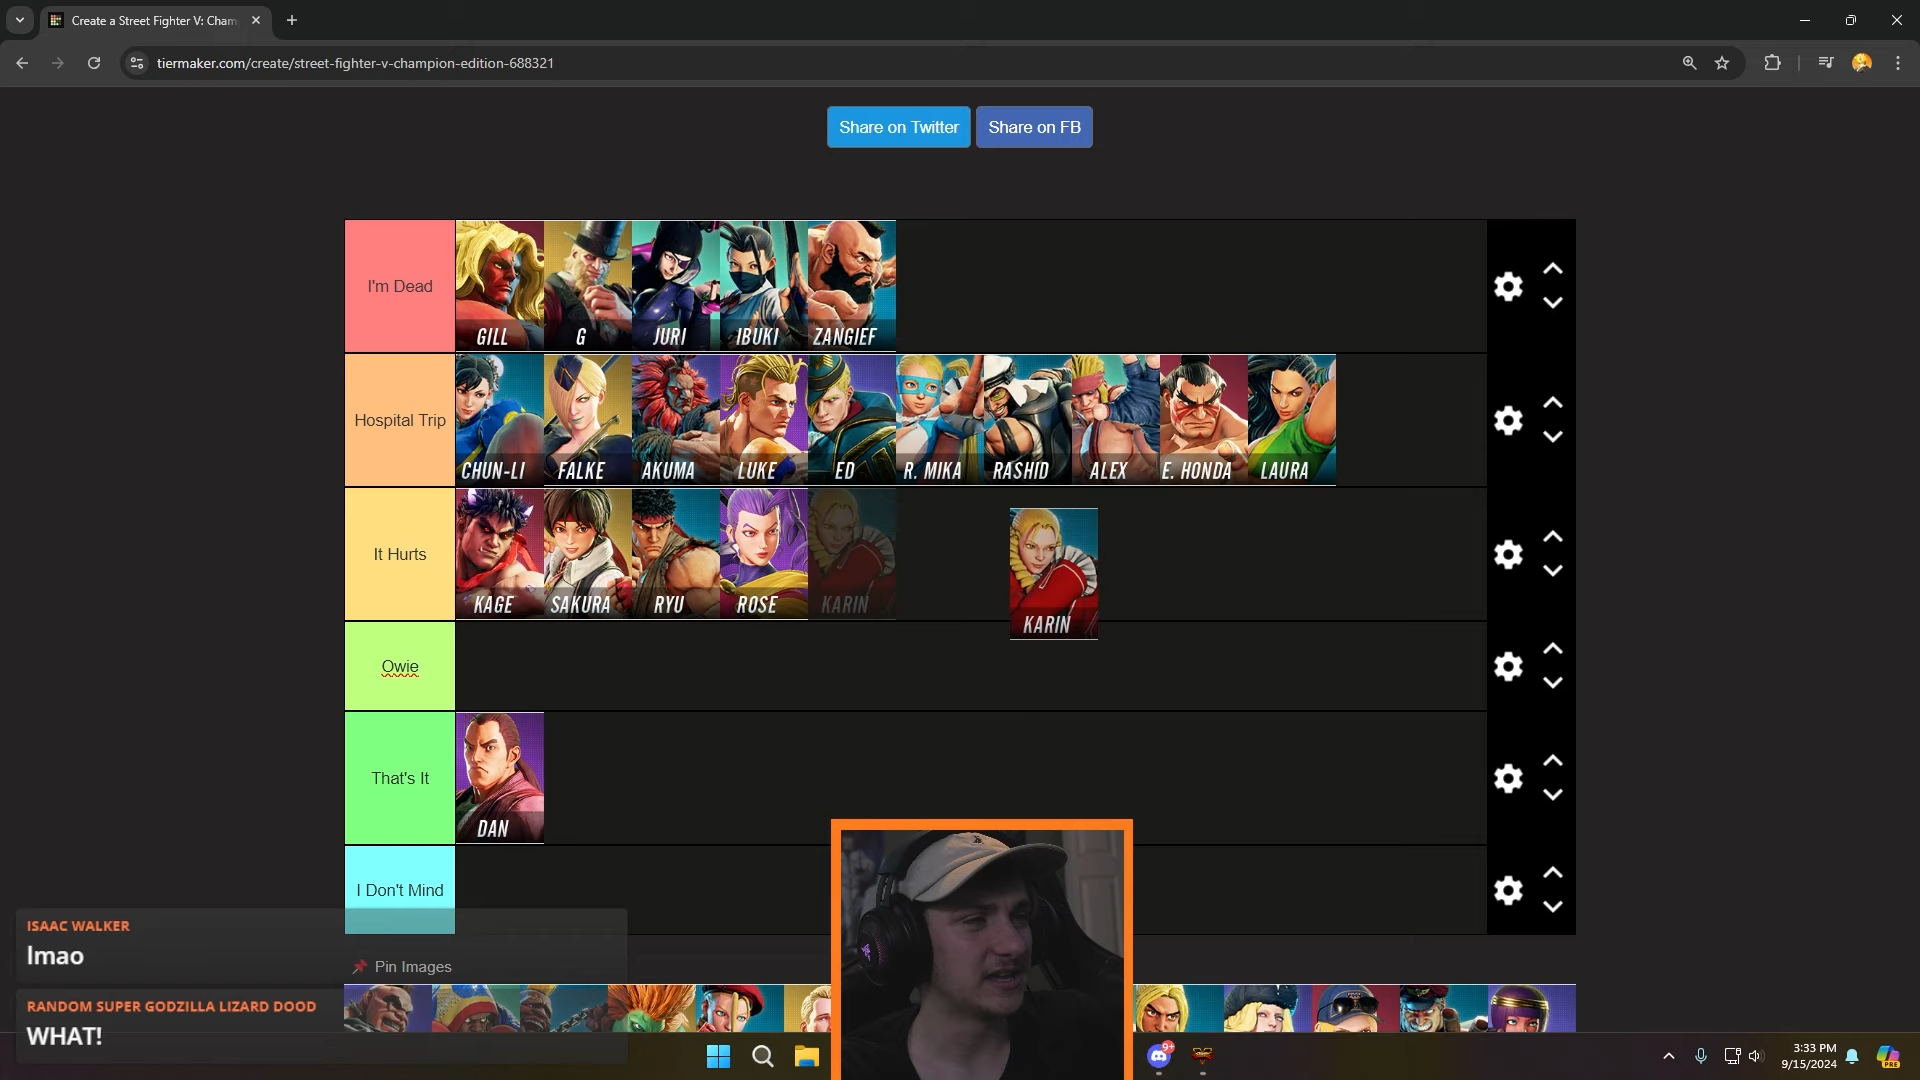 Create a Street Fighter V: Cham
tiermaker.com/create/street-fighter-v-champion-edition-688321
Share on Twitter
Share on FB
I'm Dead
GILL
G
JURI
IBUKI
ZANGIEF
Hospital Trip
CHUN-LI
FALKE
AKUMA
LUKE
ED
R. MIKA
RASHID
ALEX
E. HONDA
LAURA
It Hurts
KAGE
SAKURA
RYU
ROSE
KARIN
KARIN
Owie
That's It
DAN
I Don't Mind
ISAAC WALKER
lmao
Pin Images
RANDOM SUPER GODZILLA LIZARD DOOD
WHAT!
9+
3:33 PM
9/15/2024
PRE